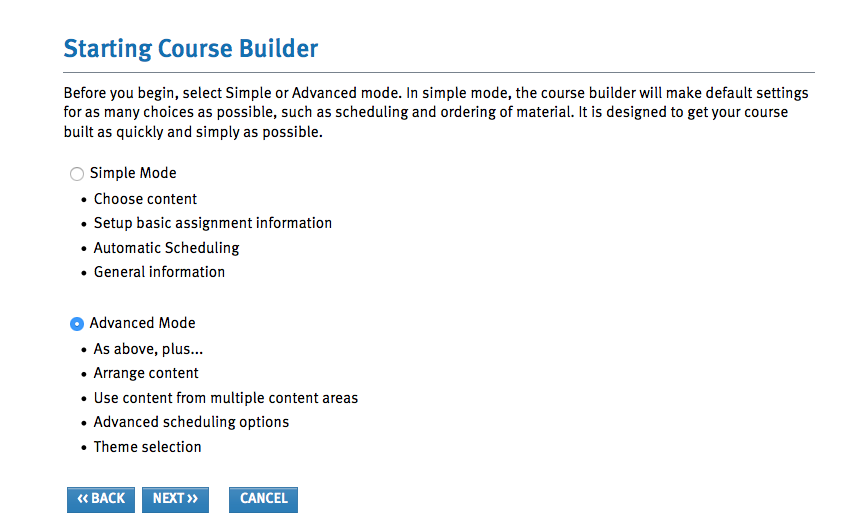 Starting Course Builder
Before you begin, select Simple or Advanced mode. In simple mode, the course builder will make default settings
for as many choices as possible, such as scheduling and ordering of material. It is designed to get your course
built as quickly and simply as possible.
Simple Mode
• Choose content
• Setup basic assignment information
• Automatic Scheduling
• General information
Advanced Mode
• As above, plus...
• Arrange content
• Use content from multiple content areas
• Advanced scheduling options
• Theme selection
‹‹ BACK NEXT ›› CANCEL